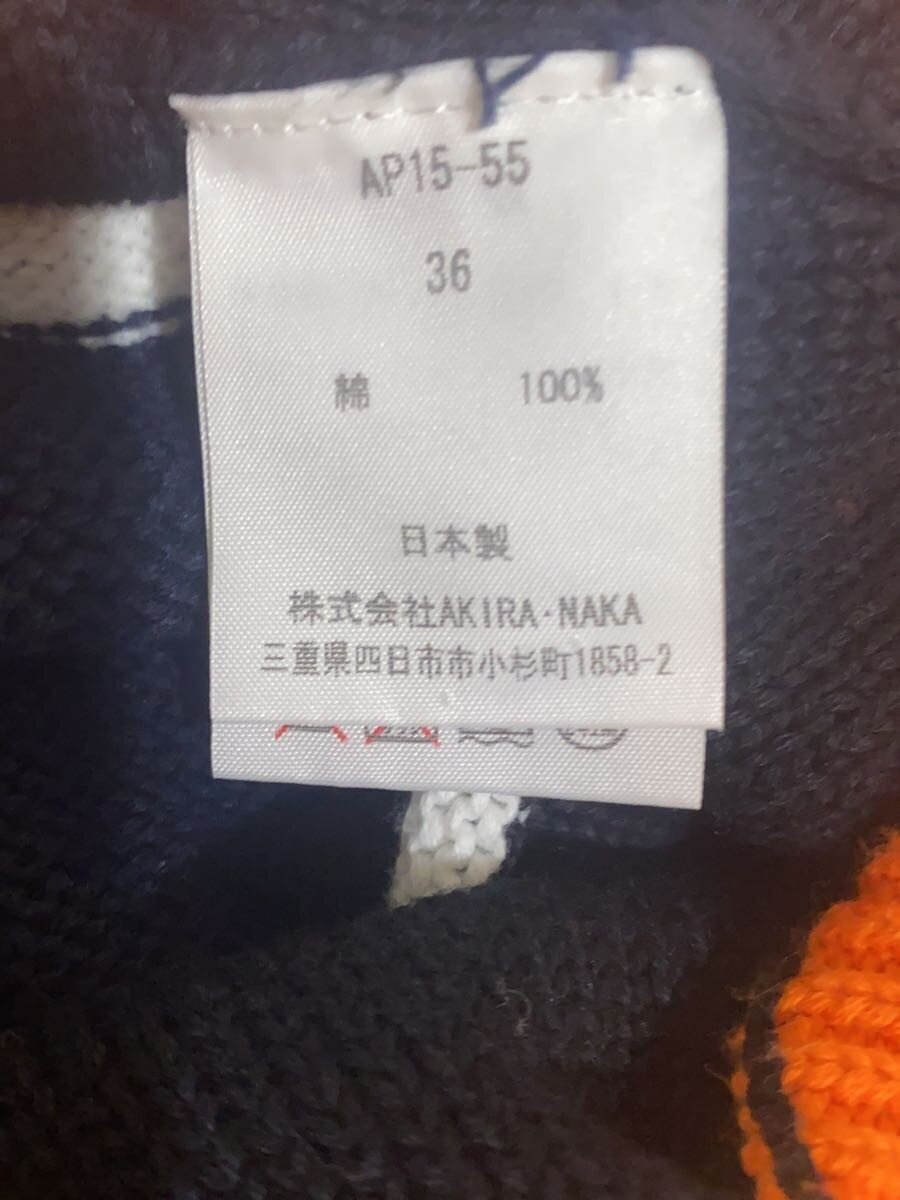 AP15-55
36
綿 100%
日本製
株式会社AKIRA・NAKA
三重県四日市市小杉町1858-2